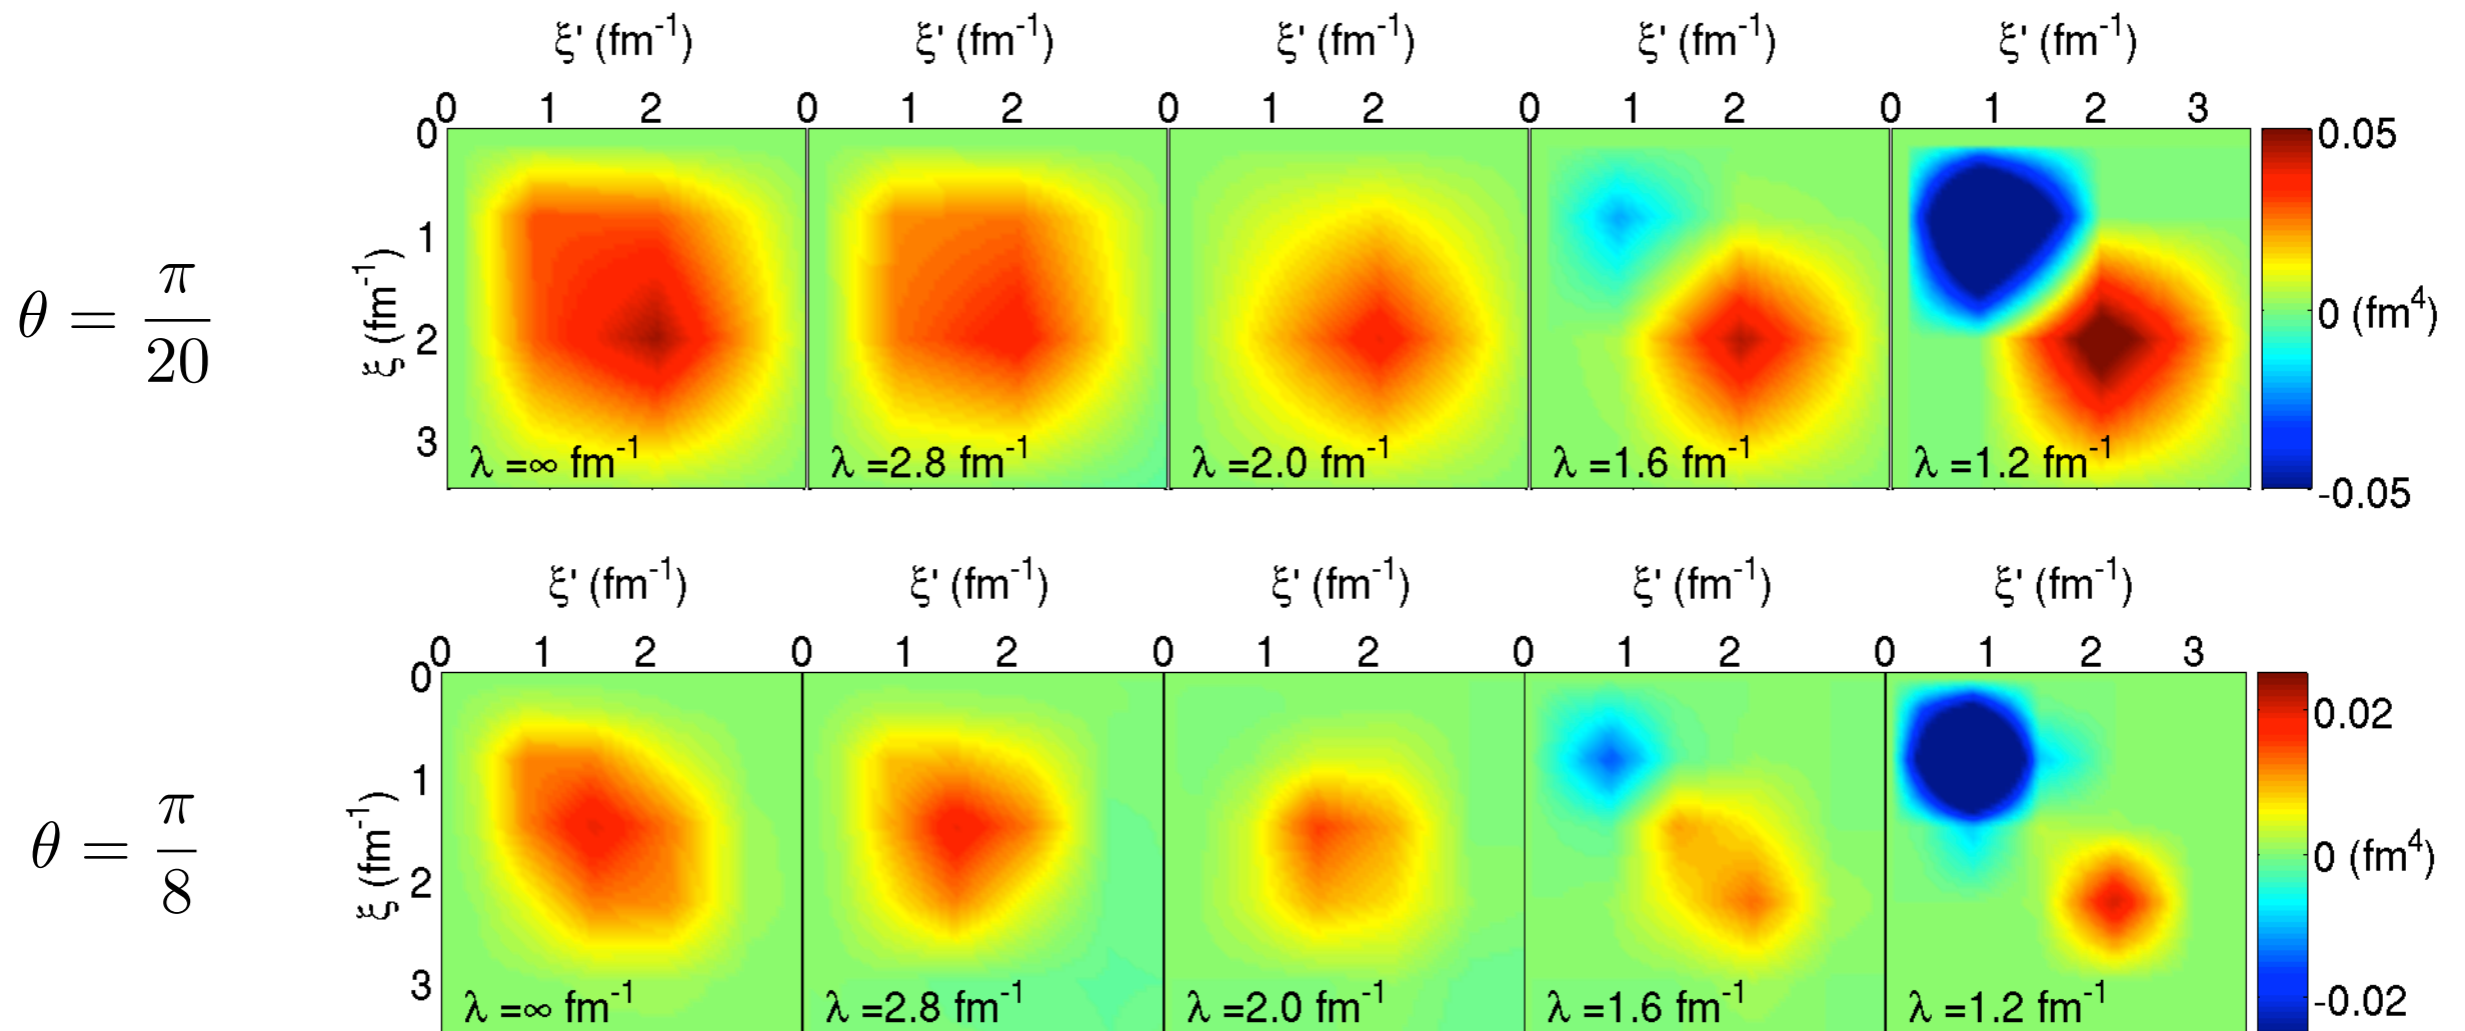 ξ' (fm⁻¹) ξ' (fm⁻¹) ξ' (fm⁻¹) ξ' (fm⁻¹) ξ' (fm⁻¹)
0 1 2 0 1 2 0 1 2 0 1 2 0 1 2 3
θ = π/20
ξ (fm⁻¹)
0
1
2
3
λ =∞ fm⁻¹ λ =2.8 fm⁻¹ λ =2.0 fm⁻¹ λ =1.6 fm⁻¹ λ =1.2 fm⁻¹
0.05
0 (fm⁴)
-0.05
ξ' (fm⁻¹) ξ' (fm⁻¹) ξ' (fm⁻¹) ξ' (fm⁻¹) ξ' (fm⁻¹)
0 1 2 0 1 2 0 1 2 0 1 2 0 1 2 3
θ = π/8
ξ (fm⁻¹)
0
1
2
3
λ =∞ fm⁻¹ λ =2.8 fm⁻¹ λ =2.0 fm⁻¹ λ =1.6 fm⁻¹ λ =1.2 fm⁻¹
0.02
0 (fm⁴)
-0.02